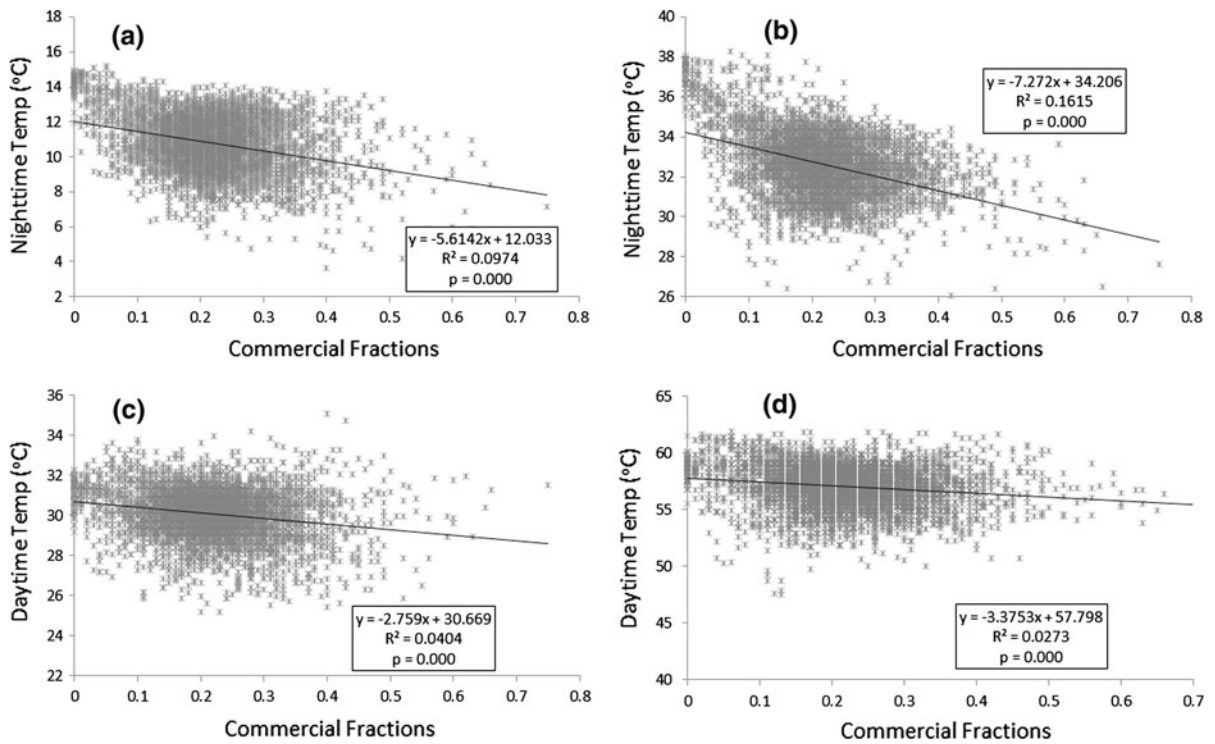 (a)
Nighttime Temp (°C)
18
16
14
12
10
8
6
4
2
0
0.1
0.2
0.3
0.4
0.5
0.6
0.7
0.8
Commercial Fractions
y = -5.6142x + 12.033
R² = 0.0974
p = 0.000
(b)
Nighttime Temp (°C)
40
38
36
34
32
30
28
26
0
0.1
0.2
0.3
0.4
0.5
0.6
0.7
0.8
Commercial Fractions
y = -7.272x + 34.206
R² = 0.1615
p = 0.000
(c)
Daytime Temp (°C)
36
34
32
30
28
26
24
22
0
0.1
0.2
0.3
0.4
0.5
0.6
0.7
0.8
Commercial Fractions
y = -2.759x + 30.669
R² = 0.0404
p = 0.000
(d)
Daytime Temp (°C)
65
60
55
50
45
40
0
0.1
0.2
0.3
0.4
0.5
0.6
0.7
Commercial Fractions
y = -3.3753x + 57.798
R² = 0.0273
p = 0.000